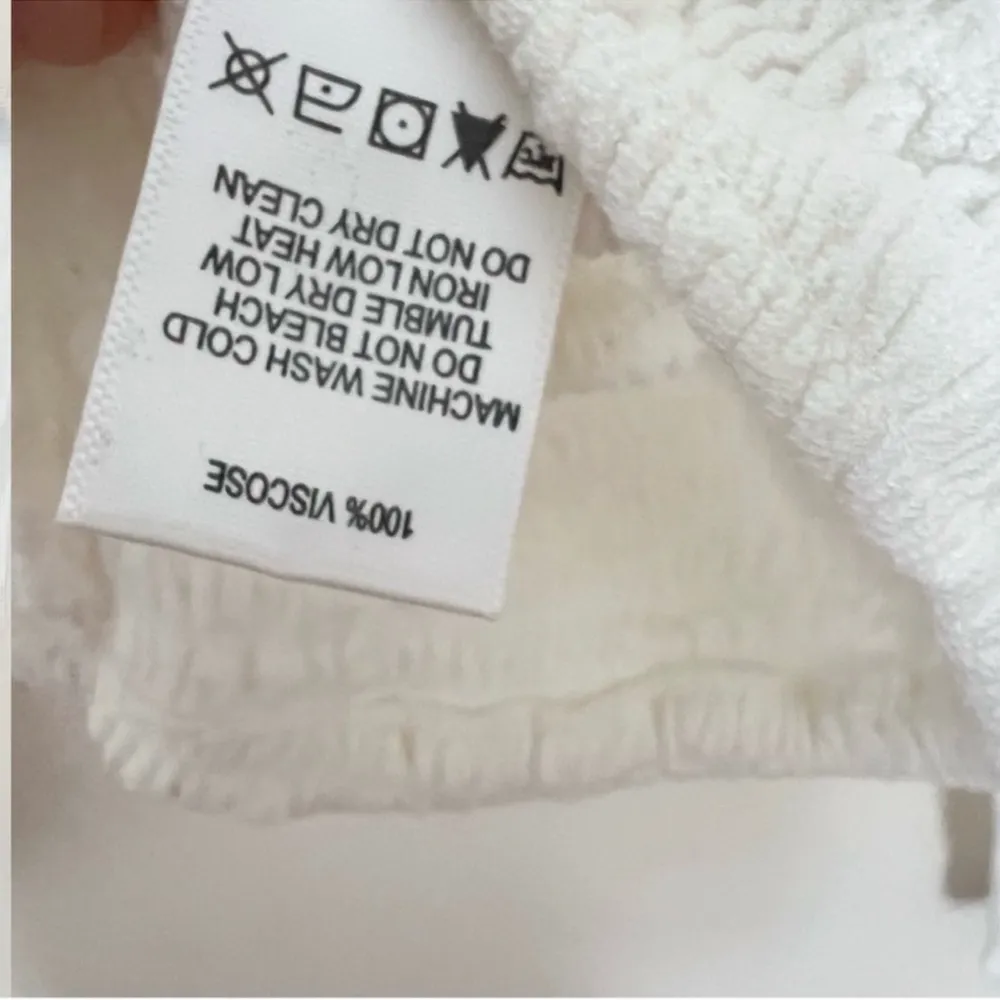 100% VISCOSE
MACHINE WASH COLD
DO NOT BLEACH
TUMBLE DRY LOW
IRON LOW HEAT
DO NOT DRY CLEAN